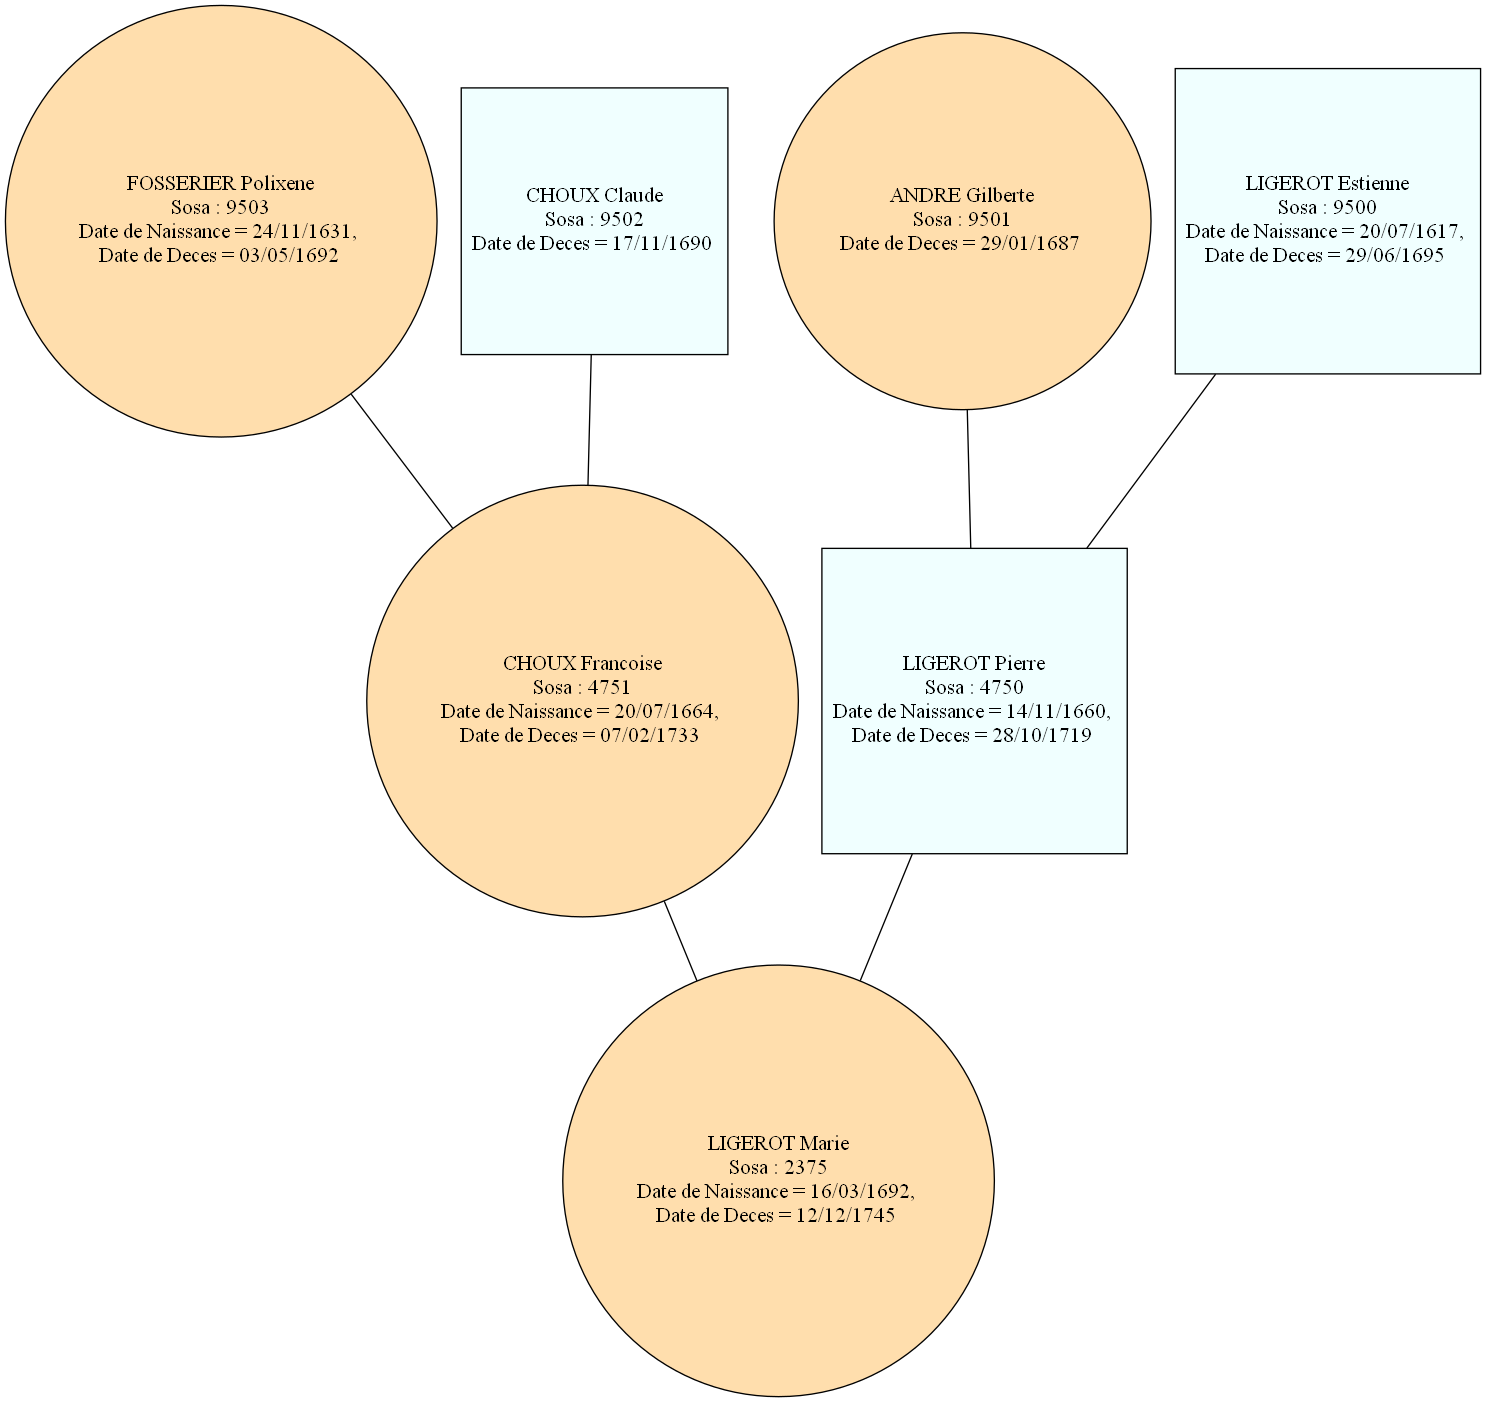 FOSSERIER Polixene
Sosa : 9503
Date de Naissance = 24/11/1631,
Date de Deces = 03/05/1692
CHOUX Claude
Sosa : 9502
Date de Deces = 17/11/1690
ANDRE Gilberte
Sosa : 9501
Date de Deces = 29/01/1687
LIGEROT Estienne
Sosa : 9500
Date de Naissance = 20/07/1617,
Date de Deces = 29/06/1695
CHOUX Francoise
Sosa : 4751
Date de Naissance = 20/07/1664,
Date de Deces = 07/02/1733
LIGEROT Pierre
Sosa : 4750
Date de Naissance = 14/11/1660,
Date de Deces = 28/10/1719
LIGEROT Marie
Sosa : 2375
Date de Naissance = 16/03/1692,
Date de Deces = 12/12/1745